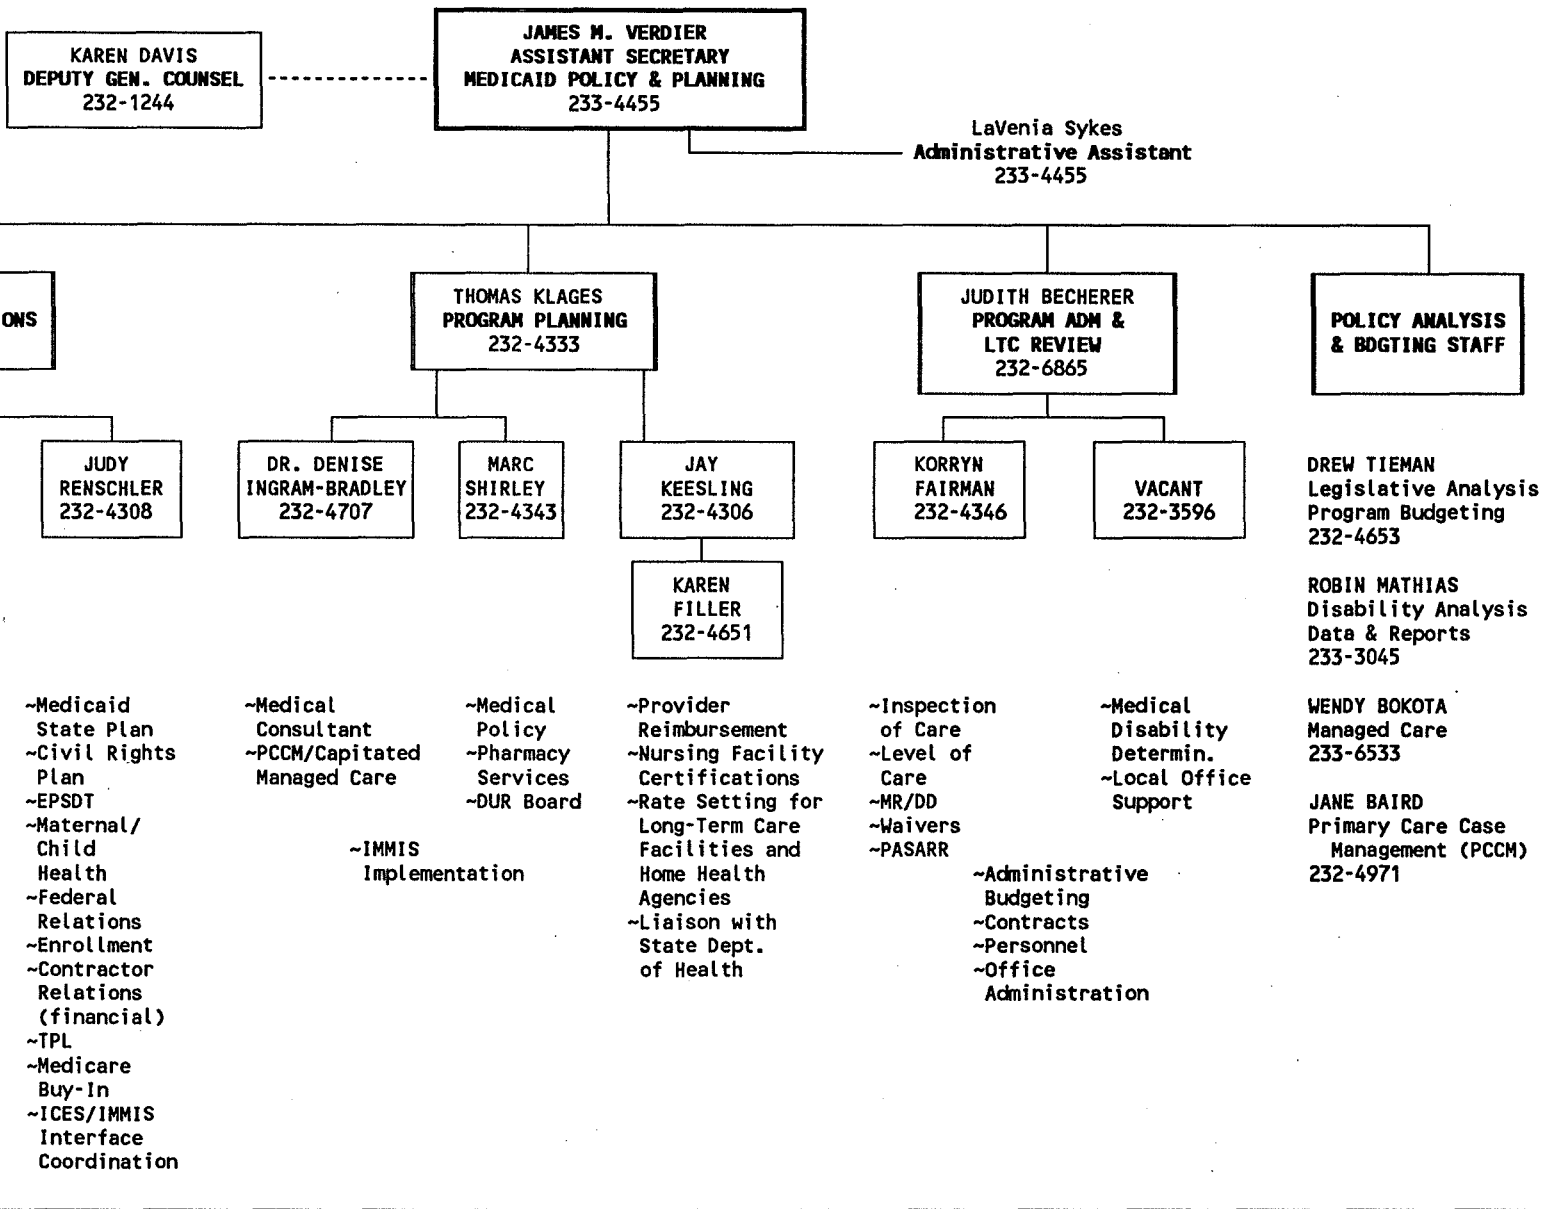 KAREN DAVIS
DEPUTY GEN. COUNSEL
232-1244
JAMES M. VERDIER
ASSISTANT SECRETARY
MEDICAID POLICY & PLANNING
233-4455
LaVenia Sykes
Administrative Assistant
233-4455
ONS
THOMAS KLAGES
PROGRAM PLANNING
232-4333
JUDITH BECHERER
PROGRAM ADM &
LTC REVIEW
232-6865
POLICY ANALYSIS
& BDGTING STAFF
JUDY
RENSCHLER
232-4308
DR. DENISE
INGRAM-BRADLEY
232-4707
MARC
SHIRLEY
232-4343
JAY
KEESLING
232-4306
KAREN
FILLER
232-4651
KORRYN
FAIRMAN
232-4346
VACANT
232-3596
DREW TIEMAN
Legislative Analysis
Program Budgeting
232-4653
ROBIN MATHIAS
Disability Analysis
Data & Reports
233-3045
WENDY BOKOTA
Managed Care
233-6533
JANE BAIRD
Primary Care Case
Management (PCCM)
232-4971
~Medicaid
State Plan
~Civil Rights
Plan
~EPSDT
~Maternal/
Child
Health
~Federal
Relations
~Enrollment
~Contractor
Relations
(financial)
~TPL
~Medicare
Buy-In
~ICES/IMMIS
Interface
Coordination
~Medical
Consultant
~PCCM/Capitated
Managed Care
~Medical
Policy
~Pharmacy
Services
~DUR Board
~IMMIS
Implementation
~Provider
Reimbursement
~Nursing Facility
Certifications
~Rate Setting for
Long-Term Care
Facilities and
Home Health
Agencies
~Liaison with
State Dept.
of Health
~Inspection
of Care
~Level of
Care
~MR/DD
~Waivers
~PASARR
~Medical
Disability
Determin.
~Local Office
Support
~Administrative
Budgeting
~Contracts
~Personnel
~Office
Administration